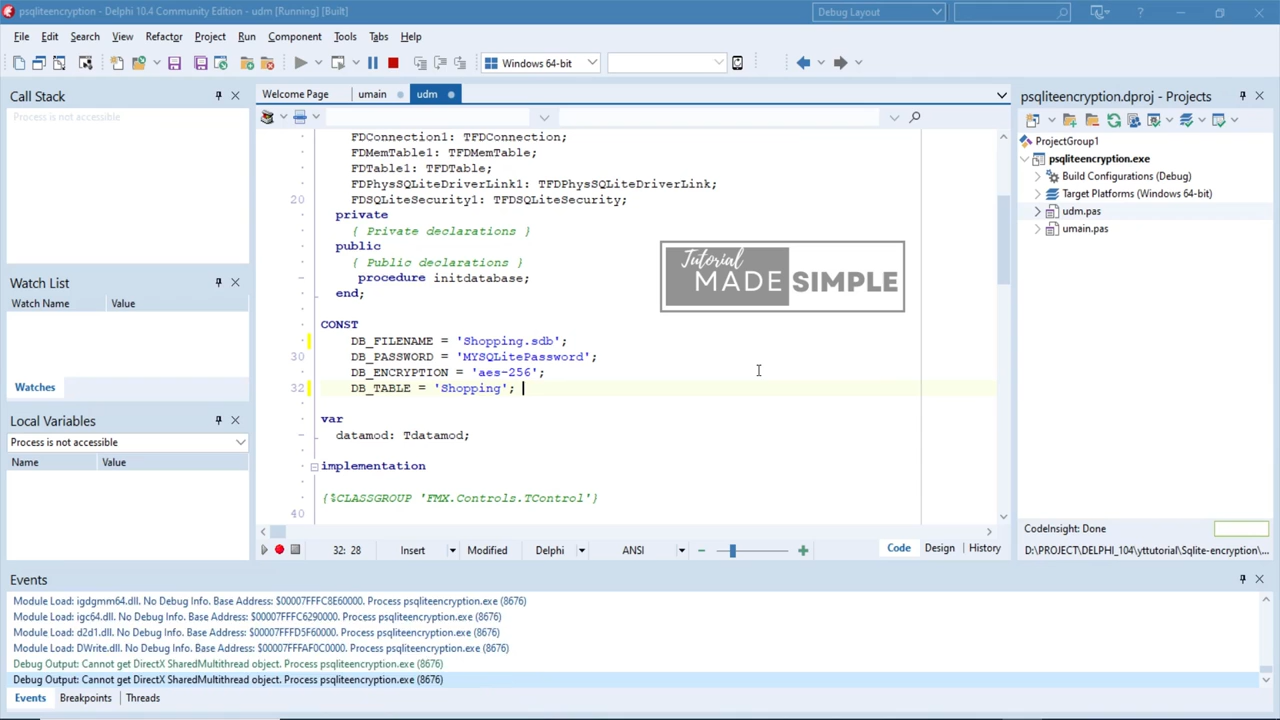 psqliteencryption - Delphi 10.4 Community Edition - udm [Running] [Built]
Debug Layout
File Edit Search View Refactor Project Run Component Tools Tabs Help
Windows 64-bit
Call Stack
Process is not accessible
Welcome Page umain udm
FDConnection1: TFDConnection;
FDMemTable1: TFDMemTable;
FDTable1: TFDTable;
FDPhysSQLiteDriverLink1: TFDPhysSQLiteDriverLink;
20 FDSQLiteSecurity1: TFDSQLiteSecurity;
private
{ Private declarations }
public
{ Public declarations }
procedure initdatabase;
end;
Tutorial
MADE SIMPLE
CONST
DB_FILENAME = 'Shopping.sdb';
30 DB_PASSWORD = 'MYSQLitePassword';
DB_ENCRYPTION = 'aes-256';
32 DB_TABLE = 'Shopping';
var
datamod: Tdatamod;
implementation
{%CLASSGROUP 'FMX.Controls.TControl'}
40
32: 28 Insert Modified Delphi ANSI Code Design History
Watch List
Watch Name Value
Watches
Local Variables
Process is not accessible
Name Value
psqliteencryption.dproj - Projects
ProjectGroup1
psqliteencryption.exe
Build Configurations (Debug)
Target Platforms (Windows 64-bit)
udm.pas
umain.pas
CodeInsight: Done
D:\PROJECT\DELPHI_104\yttutorial\Sqlite-encryption\...
Events
Module Load: igdgmm64.dll. No Debug Info. Base Address: $00007FFFC8E60000. Process psqliteencryption.exe (8676)
Module Load: igc64.dll. No Debug Info. Base Address: $00007FFFC6290000. Process psqliteencryption.exe (8676)
Module Load: d2d1.dll. No Debug Info. Base Address: $00007FFFD5F60000. Process psqliteencryption.exe (8676)
Module Load: DWrite.dll. No Debug Info. Base Address: $00007FFFAF0C0000. Process psqliteencryption.exe (8676)
Debug Output: Cannot get DirectX SharedMultithread object. Process psqliteencryption.exe (8676)
Debug Output: Cannot get DirectX SharedMultithread object. Process psqliteencryption.exe (8676)
Events Breakpoints Threads